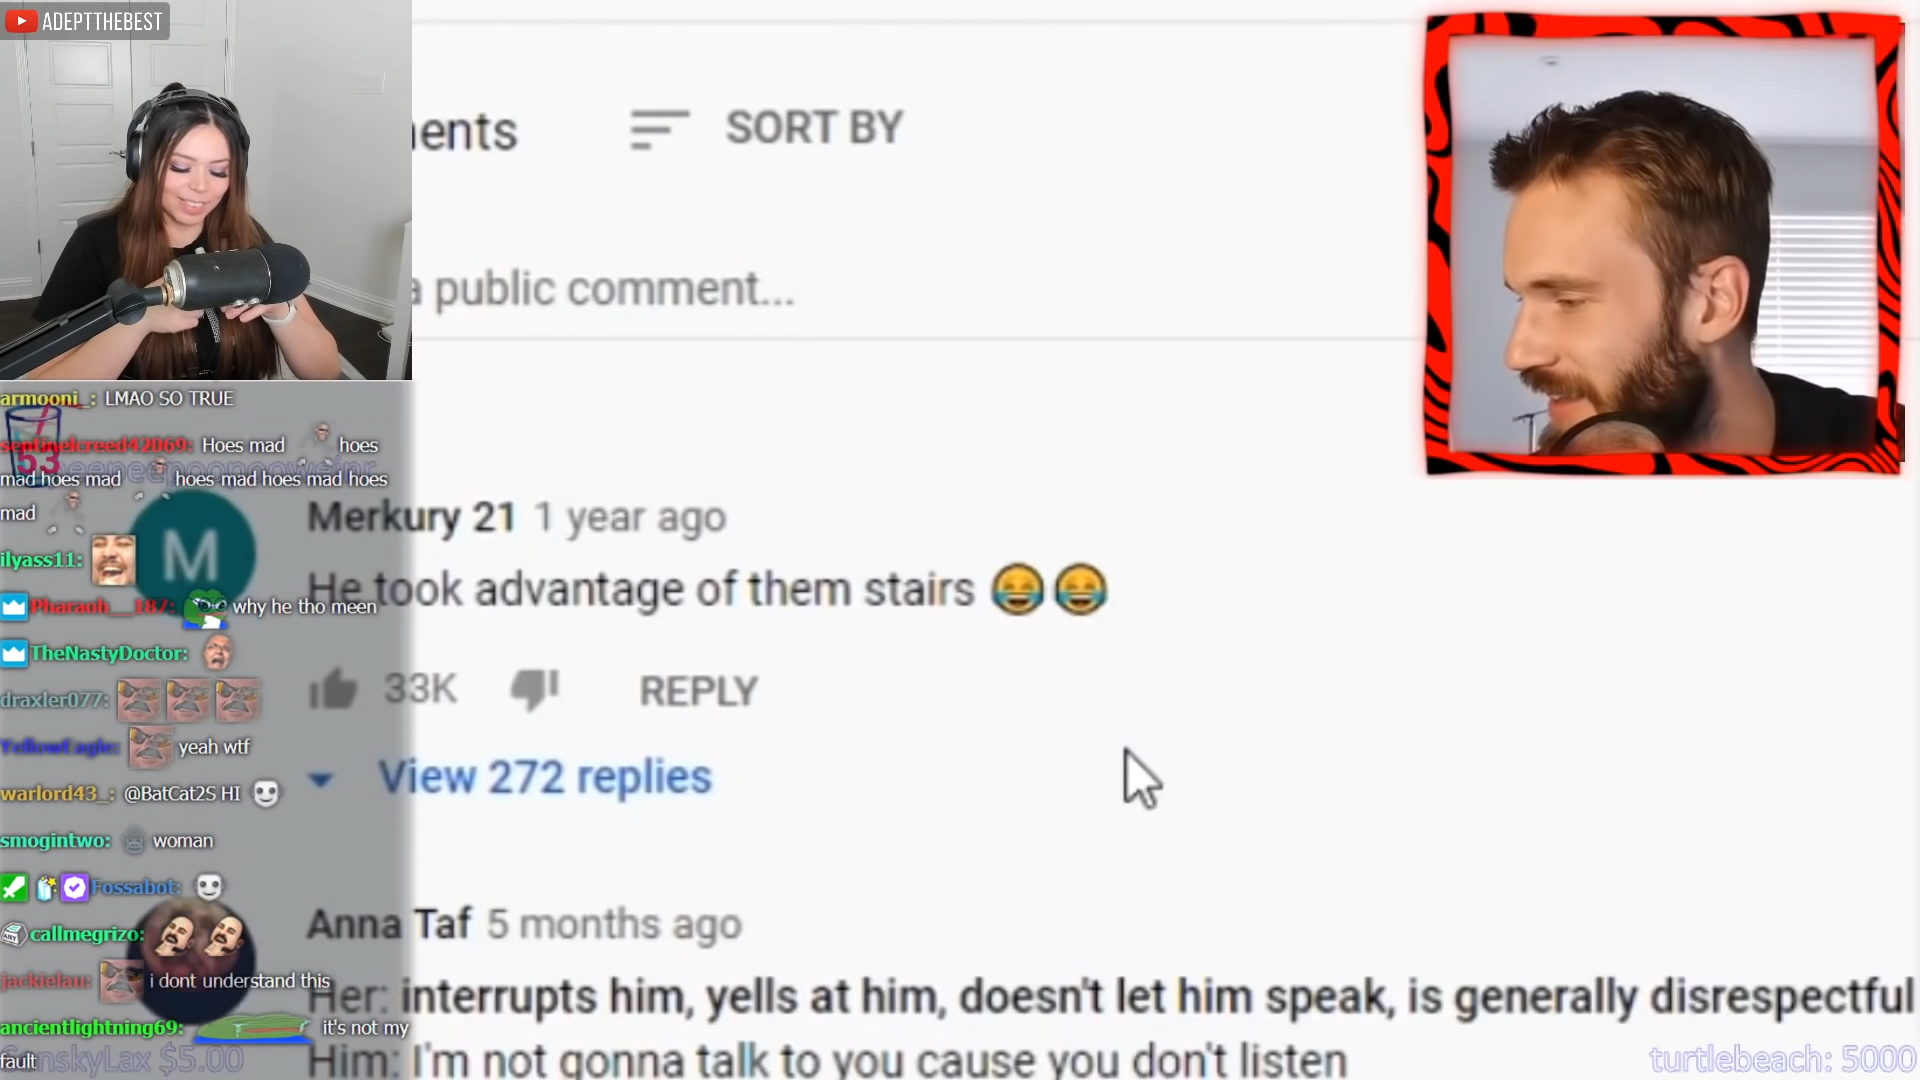 ADEPTTHEBEST
ents
SORT BY
a public comment...
armooni_: LMAO SO TRUE
sentinelcreed42069: Hoes mad hoes
mad hoes mad hoes mad hoes mad hoes
mad
53
Merkury 21 1 year ago
M
He took advantage of them stairs 😂😂
ilyass11:
Pharaoh__187: why he tho meen
TheNastyDoctor:
33K
REPLY
draxler077:
YellowEagle: yeah wtf
View 272 replies
warlord43_: @BatCat2S HI
smogintwo: woman
Fossabot:
callmegrizo:
Anna Taf 5 months ago
jackielau: i dont understand this
Her: interrupts him, yells at him, doesn't let him speak, is generally disrespectful
ancientlightning69: it's not my
fault
$5.00
Him: I'm not gonna talk to you cause you don't listen
turtlebeach: 5000